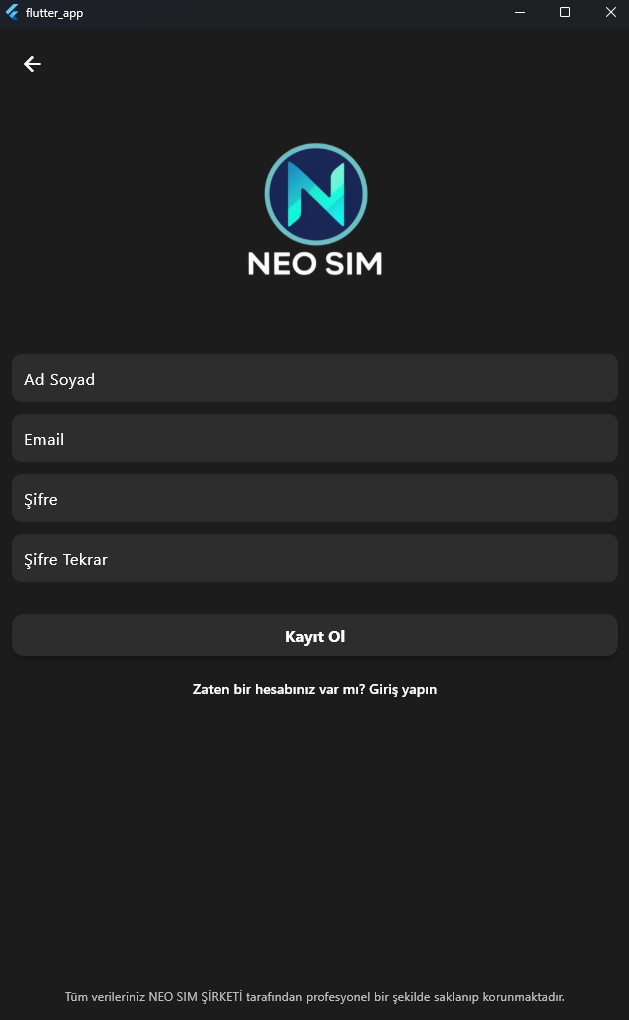 flutter_app
NEO SIM
Ad Soyad
Email
Şifre
Şifre Tekrar
Kayıt Ol
Zaten bir hesabınız var mı? Giriş yapın
Tüm verileriniz NEO SIM ŞİRKETİ tarafından profesyonel bir şekilde saklanıp korunmaktadır.